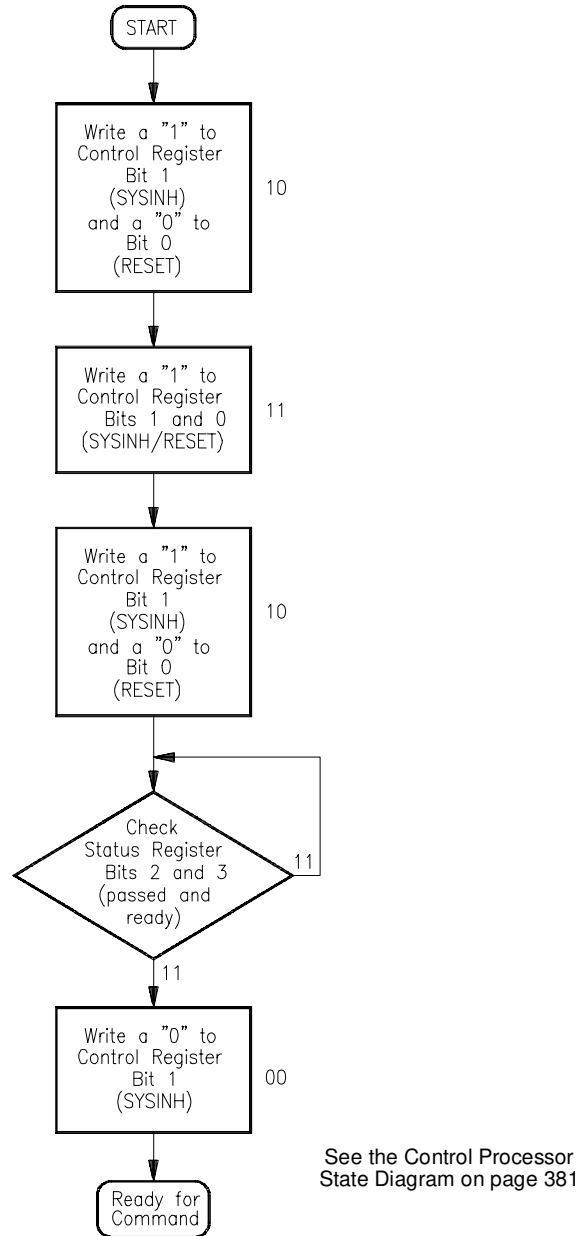 START
Write a "1" to
Control Register
Bit 1
(SYSINH)
and a "0" to
Bit 0
(RESET)
10
Write a "1" to
Control Register
Bits 1 and 0
(SYSINH/RESET)
11
Write a "1" to
Control Register
Bit 1
(SYSINH)
and a "0" to
Bit 0
(RESET)
10
Check
Status Register
Bits 2 and 3
(passed and
ready)
11
11
Write a "0" to
Control Register
Bit 1
(SYSINH)
00
Ready for
Command
See the Control Processor
State Diagram on page 381